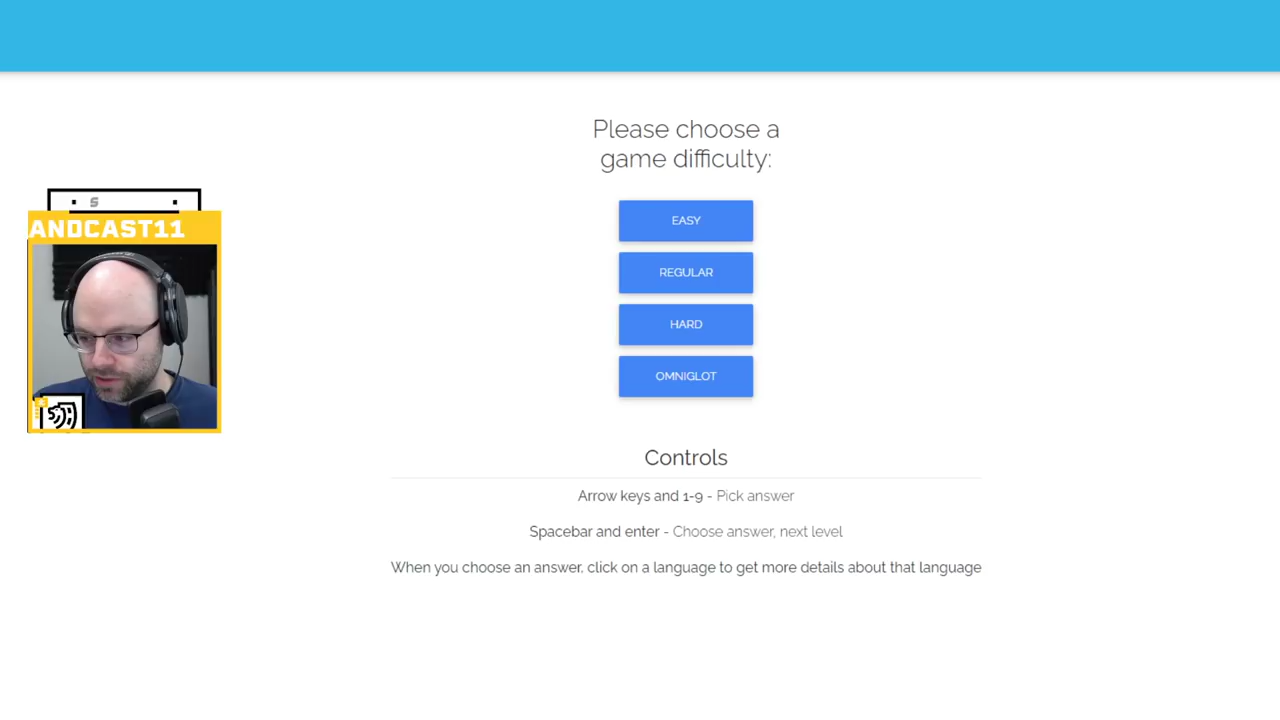 Please choose a
game difficulty:
EASY
REGULAR
HARD
OMNIGLOT
S
ANDCAST11
Controls
Arrow keys and 1-9 - Pick answer
Spacebar and enter - Choose answer, next level
When you choose an answer, click on a language to get more details about that language